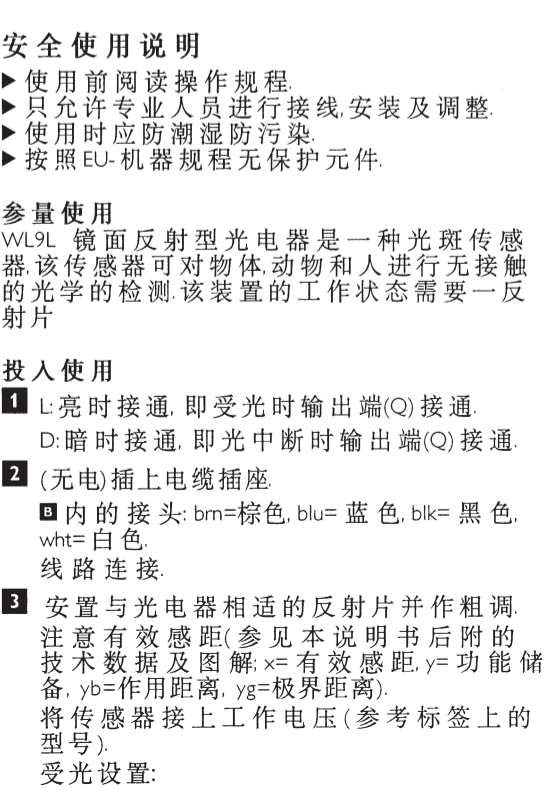 安全使用说明
▶ 使用前阅读操作规程.
▶ 只允许专业人员进行接线,安装及调整.
▶ 使用时应防潮湿防污染.
▶ 按照EU-机器规程无保护元件.
参量使用
WL9L 镜面反射型光电器是一种光斑传感
器,该传感器可对物体,动物和人进行无接触
的光学的检测.该装置的工作状态需要一反
射片
投入使用
1 L:亮时接通, 即受光时输出端(Q)接通.
D:暗时接通, 即光中断时输出端(Q)接通.
2 (无电)插上电缆插座.
B 内的接头: brn=棕色, blu= 蓝色, blk= 黑色,
wht= 白色.
线路连接.
3 安置与光电器相适的反射片并作粗调.
注意有效感距(参见本说明书后附的
技术数据及图解; x= 有效感距, y= 功能储
备, yb=作用距离, yg=极界距离).
将传感器接上工作电压(参考标签上的
型号).
受光设置: